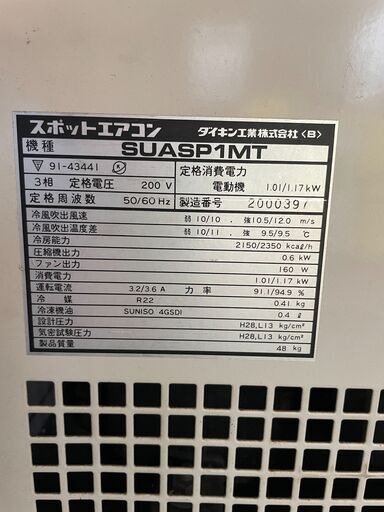 スポットエアコン ダイキン工業株式会社〈B〉
機種 SUASP1MT
91-43441
定格消費電力
3相 定格電圧 200 V 電動機 1.01/1.17kW
定格周波数 50/60 Hz 製造番号 2000397
冷風吹出風速 弱10/10．強10.5/12.0 m/s
冷風吹出温度差 弱10/11．強9.5/9.5 ℃
冷房能力 2150/2350 kcaℓ/h
圧縮機出力 0.6 kW
ファン出力 160 W
消費電力 1.01/1.17 kW
運転電流 3.2/3.6 A 力率 91.1/94.9 %
冷媒 R22 0.41 kg
冷凍機油 SUNISO 4GSDI 0.4 ℓ
設計圧力 H28,L13 kg/cm²
気密試験圧力 H28,L13 kg/cm²
製品質量 48 kg